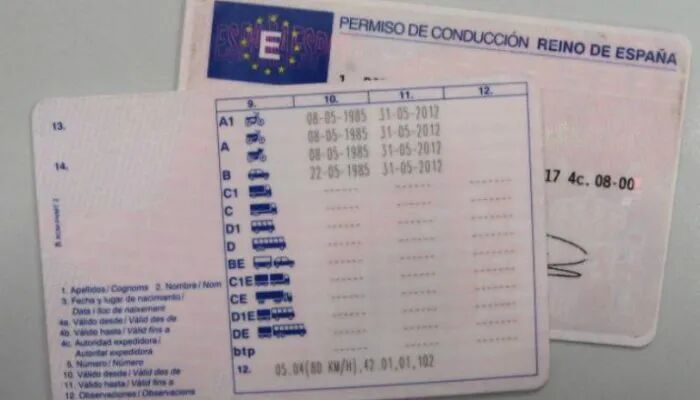 ESPAÑA ESP
E
PERMISO DE CONDUCCIÓN REINO DE ESPAÑA
1.
17 4c. 08-00
13.
14.
9. 10. 11. 12.
A1 08-05-1985 31-05-2012
08-05-1985 31-05-2012
A 08-05-1985 31-05-2012
B 22-05-1985 31-05-2012
C1 ------ ------ ------
C ------ ------ ------
D1 ------ ------ ------
D ------ ------ ------
BE ------ ------ ------
C1E ------ ------ ------
CE ------ ------ ------
D1E ------ ------ ------
DE ------ ------ ------
btp ------ ------ ------
12. 05.04(80 KM/H),42.01,01,102
1. Apellidos / Cognoms 2. Nombre / Nom
3. Fecha y lugar de nacimiento /
Data i lloc de naixement
4a. Válido desde / Vàlid des de
4b. Válido hasta / Vàlid fins a
4c. Autoridad expedidora /
Autoritat expedidora
5. Número / Número
10. Válido desde / Vàlid des de
11. Válido hasta / Vàlid fins a
12. Observaciones / Observacions